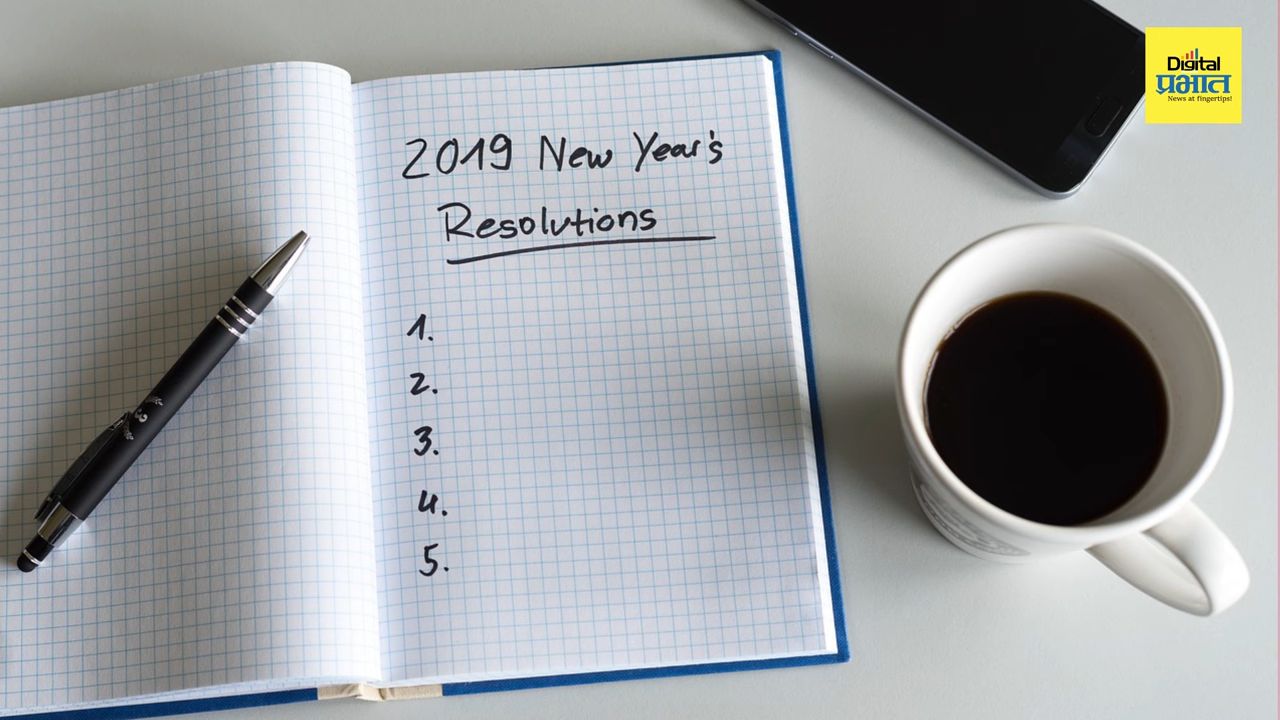 2019 New Year's
Resolutions
1.
2.
3.
4.
5.
Digital
प्रभात
News at fingertips!